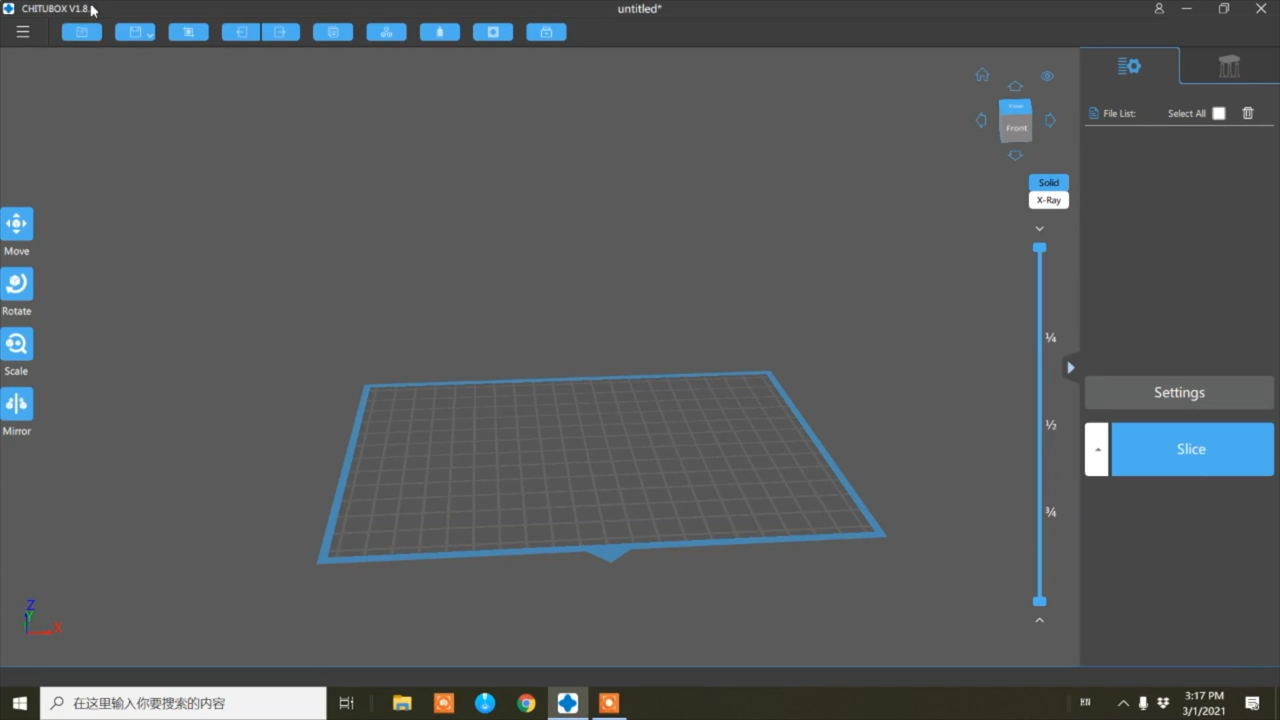 CHITUBOX V1.8.
untitled*
Front
File List:
Select All
Solid
X-Ray
Move
Rotate
Scale
Mirror
¼
½
¾
Settings
Slice
Z
Y
X
在这里输入你要搜索的内容
EN
3:17 PM
3/1/2021